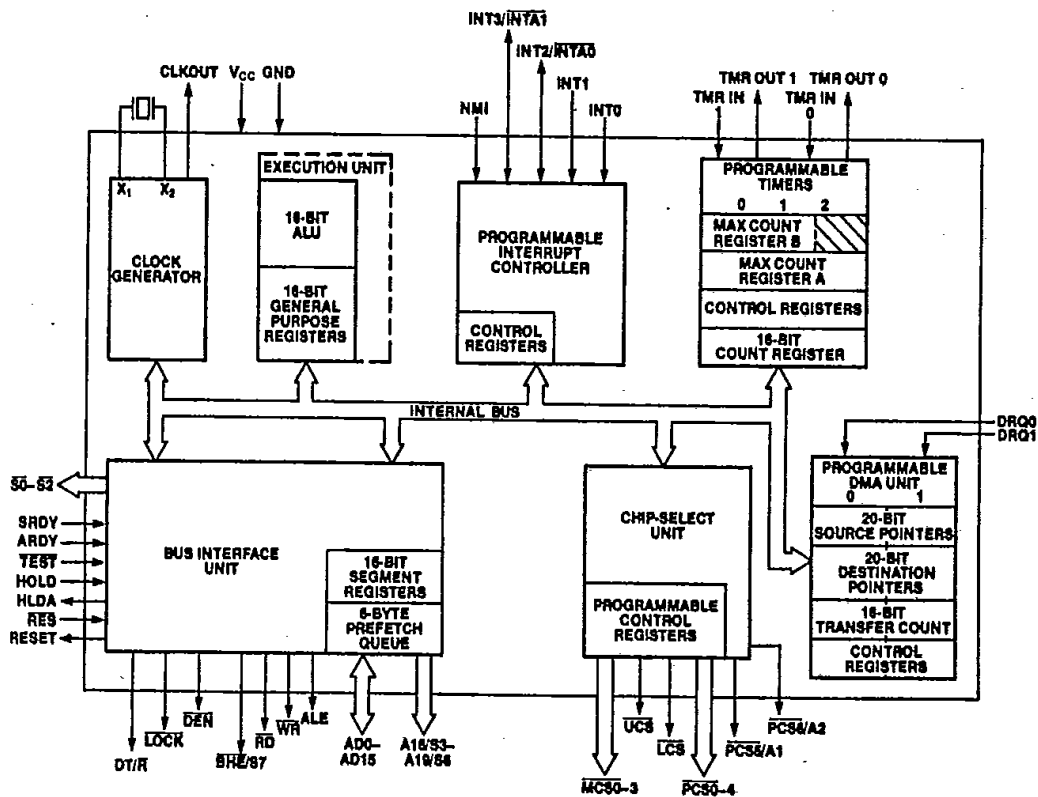 INT3/INTA1
INT2/INTA0
CLKOUT VCC GND
INT1
NMI
INT0
TMR OUT 1 TMR OUT 0
TMR IN 1
TMR IN 0
X1 X2
CLOCK
GENERATOR
EXECUTION UNIT
16-BIT
ALU
16-BIT
GENERAL
PURPOSE
REGISTERS
PROGRAMMABLE
INTERRUPT
CONTROLLER
CONTROL
REGISTERS
PROGRAMMABLE
TIMERS
0 1 2
MAX COUNT
REGISTER B
MAX COUNT
REGISTER A
CONTROL REGISTERS
16-BIT
COUNT REGISTER
INTERNAL BUS
DRQ0
DRQ1
S0-S2
SRDY
ARDY
TEST
HOLD
HLDA
RES
RESET
BUS INTERFACE
UNIT
16-BIT
SEGMENT
REGISTERS
6-BYTE
PREFETCH
QUEUE
CHIP-SELECT
UNIT
PROGRAMMABLE
CONTROL
REGISTERS
PROGRAMMABLE
DMA UNIT
0 1
20-BIT
SOURCE POINTERS
20-BIT
DESTINATION
POINTERS
16-BIT
TRANSFER COUNT
CONTROL
REGISTERS
DT/R
LOCK
DEN
BHE/S7
RD
WR
ALE
AD0-
AD15
A16/S3-
A19/S6
MCS0-3
UCS
LCS
PCS0-4
PCS5/A1
PCS6/A2